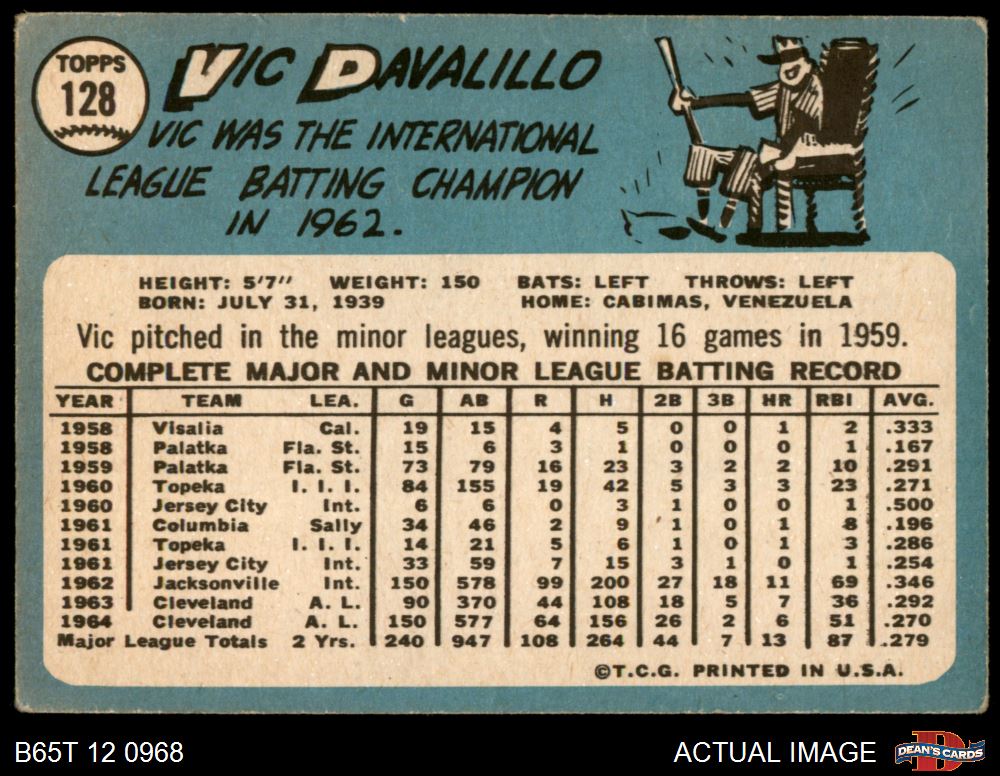 TOPPS
128
VIC DAVALILLO
VIC WAS THE INTERNATIONAL
LEAGUE BATTING CHAMPION
IN 1962.
HEIGHT: 5'7" WEIGHT: 150 BATS: LEFT THROWS: LEFT
BORN: JULY 31, 1939 HOME: CABIMAS, VENEZUELA
Vic pitched in the minor leagues, winning 16 games in 1959.
COMPLETE MAJOR AND MINOR LEAGUE BATTING RECORD
YEAR TEAM LEA. G AB R H 2B 3B HR RBI AVG.
1958 Visalia Cal. 19 15 4 5 0 0 1 2 .333
1958 Palatka Fla. St. 15 6 3 1 0 0 0 1 .167
1959 Palatka Fla. St. 73 79 16 23 3 2 2 10 .291
1960 Topeka I. I. I. 84 155 19 42 5 3 3 23 .271
1960 Jersey City Int. 6 6 0 3 1 0 0 1 .500
1961 Columbia Sally 34 46 2 9 1 0 1 8 .196
1961 Topeka I. I. I. 14 21 5 6 1 0 1 3 .286
1961 Jersey City Int. 33 59 7 15 3 1 0 1 .254
1962 Jacksonville Int. 150 578 99 200 27 18 11 69 .346
1963 Cleveland A. L. 90 370 44 108 18 5 7 36 .292
1964 Cleveland A. L. 150 577 64 156 26 2 6 51 .270
Major League Totals 2 Yrs. 240 947 108 264 44 7 13 87 .279
©T.C.G. PRINTED IN U.S.A.
B65T 12 0968 ACTUAL IMAGE D DEAN'S CARDS